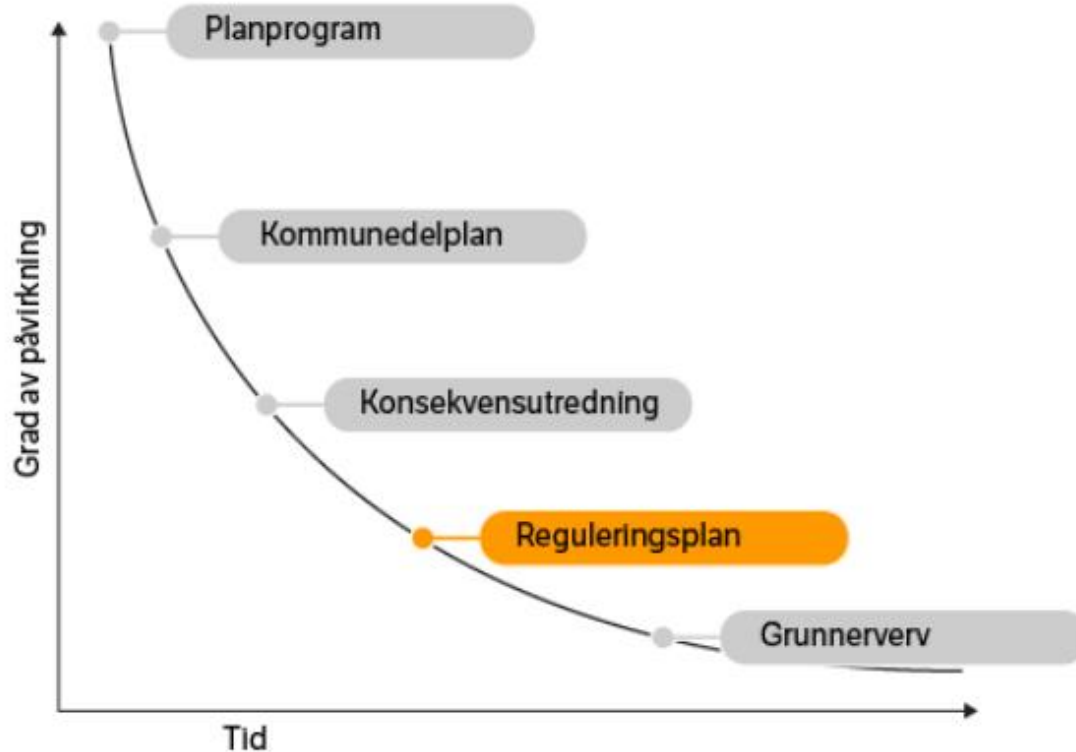 Planprogram
Kommunedelplan
Konsekvensutredning
Reguleringsplan
Grunnerverv
Grad av påvirkning
Tid